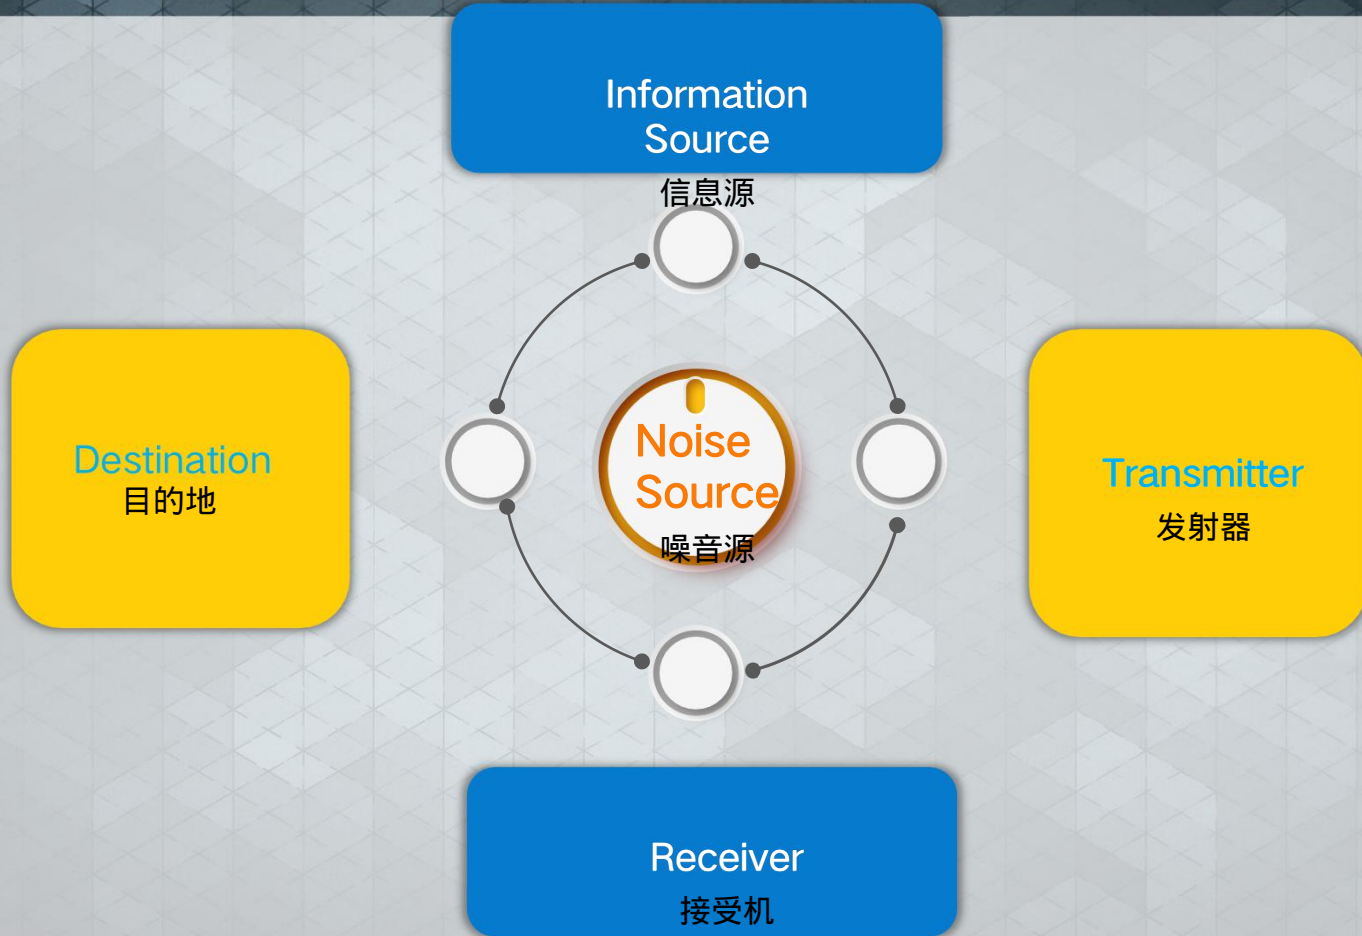 Information
Source
信息源
Destination
目的地
Noise
Source
噪音源
Transmitter
发射器
Receiver
接受机